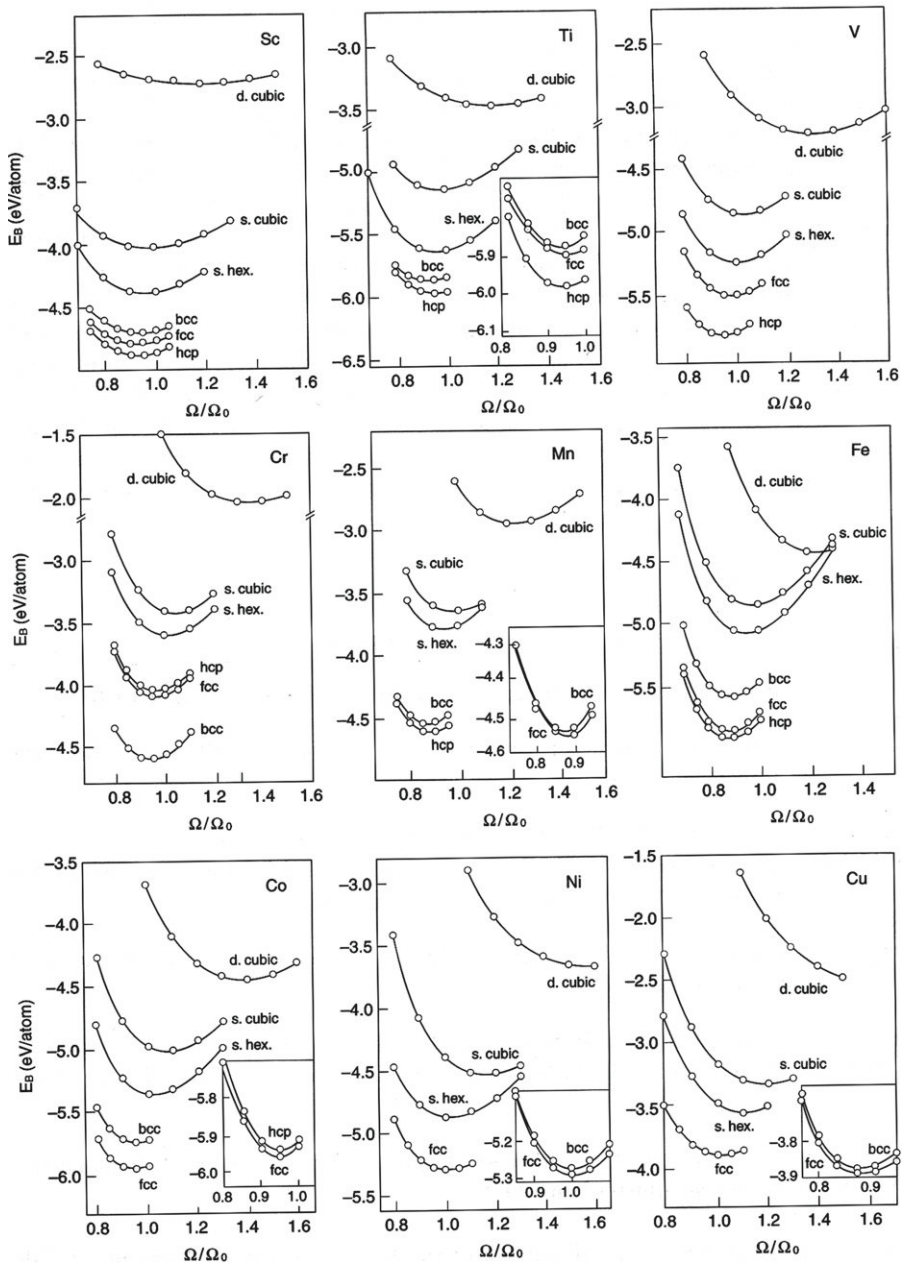 Sc
−2.5
−3.0
−3.5
−4.0
−4.5
E_B (eV/atom)
d. cubic
s. cubic
s. hex.
bcc
fcc
hcp
0.8 1.0 1.2 1.4 1.6
Ω/Ω₀
Ti
−3.0
−3.5
−5.0
−5.5
−6.0
−6.5
d. cubic
s. cubic
s. hex.
bcc
hcp
−5.9
−6.0
−6.1
bcc
fcc
hcp
0.8 0.9 1.0
0.8 1.0 1.2 1.4 1.6
Ω/Ω₀
V
−2.5
−3.0
−4.5
−5.0
−5.5
d. cubic
s. cubic
s. hex.
fcc
hcp
0.8 1.0 1.2 1.4 1.6
Ω/Ω₀
Cr
−1.5
−2.0
−3.0
−3.5
−4.0
−4.5
E_B (eV/atom)
d. cubic
s. cubic
s. hex.
hcp
fcc
bcc
0.8 1.0 1.2 1.4 1.6
Ω/Ω₀
Mn
−2.5
−3.0
−3.5
−4.0
−4.5
d. cubic
s. cubic
s. hex.
bcc
hcp
−4.3
−4.4
−4.5
−4.6
bcc
fcc
0.8 0.9
0.8 1.0 1.2 1.4 1.6
Ω/Ω₀
Fe
−3.5
−4.0
−4.5
−5.0
−5.5
d. cubic
s. cubic
s. hex.
bcc
fcc
hcp
0.8 1.0 1.2 1.4 1.6
Ω/Ω₀
Co
−3.5
−4.0
−4.5
−5.0
−5.5
−6.0
E_B (eV/atom)
d. cubic
s. cubic
s. hex.
bcc
fcc
−5.8
−5.9
−6.0
hcp
fcc
0.8 0.9 1.0
0.8 1.0 1.2 1.4 1.6
Ω/Ω₀
Ni
−3.0
−3.5
−4.0
−4.5
−5.0
−5.5
d. cubic
s. cubic
s. hex.
fcc
−5.2
−5.3
bcc
fcc
0.9 1.0
0.8 1.0 1.2 1.4 1.6
Ω/Ω₀
Cu
−1.5
−2.0
−2.5
−3.0
−3.5
−4.0
d. cubic
s. cubic
s. hex.
fcc
−3.8
−3.9
bcc
fcc
0.8 0.9
0.8 1.0 1.2 1.4 1.6
Ω/Ω₀